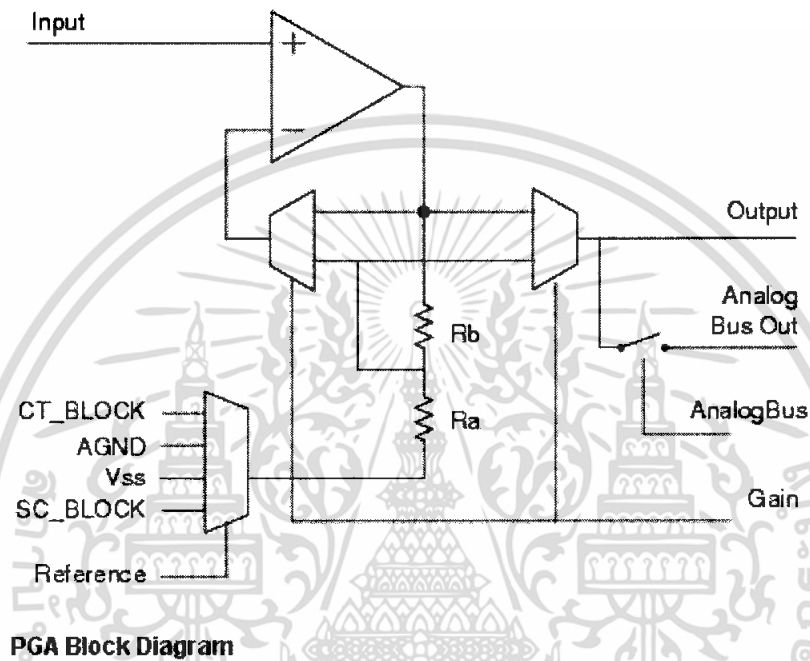 Input
+
−
Output
Analog
Bus Out
Rb
CT_BLOCK
AnalogBus
Ra
AGND
Vss
Gain
SC_BLOCK
Reference
PGA Block Diagram